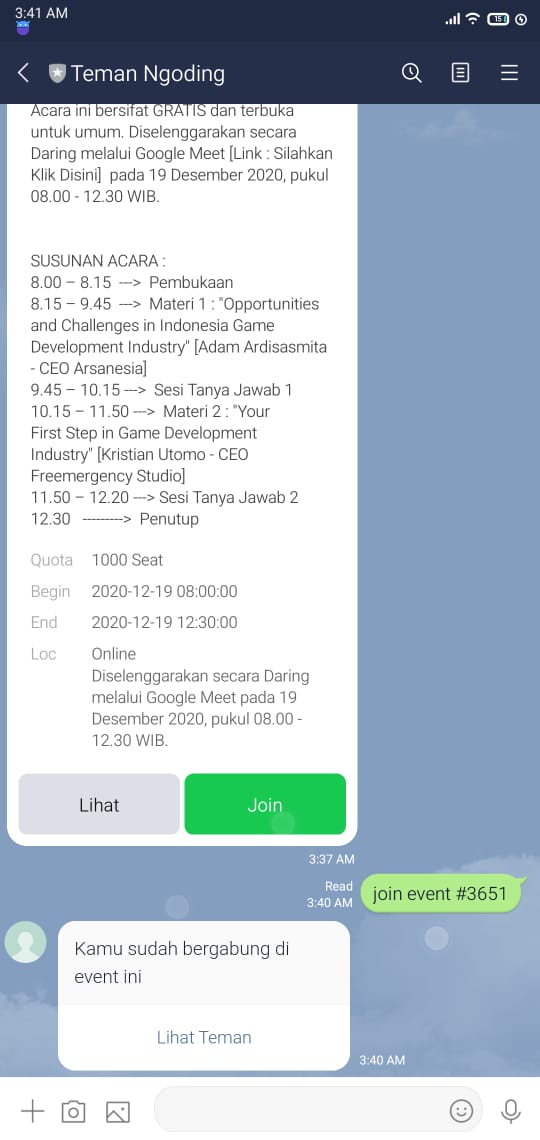 3:41 AM
15
Teman Ngoding
Acara ini bersifat GRATIS dan terbuka
untuk umum. Diselenggarakan secara
Daring melalui Google Meet [Link : Silahkan
Klik Disini]  pada 19 Desember 2020, pukul
08.00 - 12.30 WIB.
SUSUNAN ACARA :
8.00 – 8.15  ---->  Pembukaan
8.15 – 9.45  ---->  Materi 1 : "Opportunities
and Challenges in Indonesia Game
Development Industry" [Adam Ardisasmita
- CEO Arsanesia]
9.45 – 10.15 ---->  Sesi Tanya Jawab 1
10.15 – 11.50 ---->  Materi 2 : "Your
First Step in Game Development
Industry" [Kristian Utomo - CEO
Freemergency Studio]
11.50 – 12.20 ----> Sesi Tanya Jawab 2
12.30   --------->  Penutup
Quota 1000 Seat
Begin 2020-12-19 08:00:00
End 2020-12-19 12:30:00
Loc Online
Diselenggarakan secara Daring
melalui Google Meet pada 19
Desember 2020, pukul 08.00 -
12.30 WIB.
Lihat Join
3:37 AM
Read
3:40 AM
join event #3651
Kamu sudah bergabung di
event ini
Lihat Teman
3:40 AM